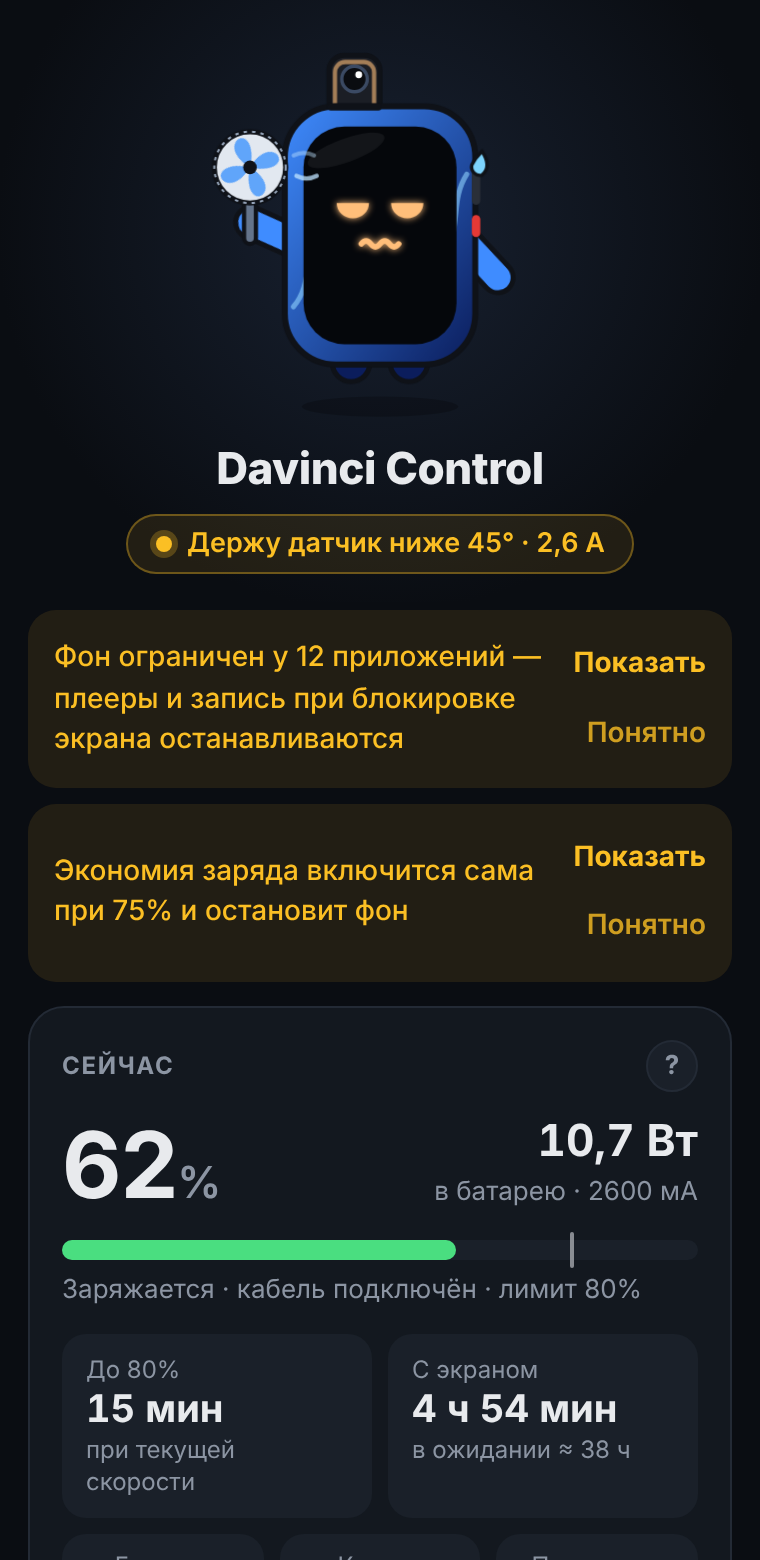 Davinci Control
Держу датчик ниже 45° · 2,6 А
Фон ограничен у 12 приложений —
плееры и запись при блокировке
экрана останавливаются
Показать
Понятно
Экономия заряда включится сама
при 75% и остановит фон
Показать
Понятно
СЕЙЧАС
?
62%
10,7 Вт
в батарею · 2600 мА
Заряжается · кабель подключён · лимит 80%
До 80%
15 мин
при текущей
скорости
С экраном
4 ч 54 мин
в ожидании ≈ 38 ч